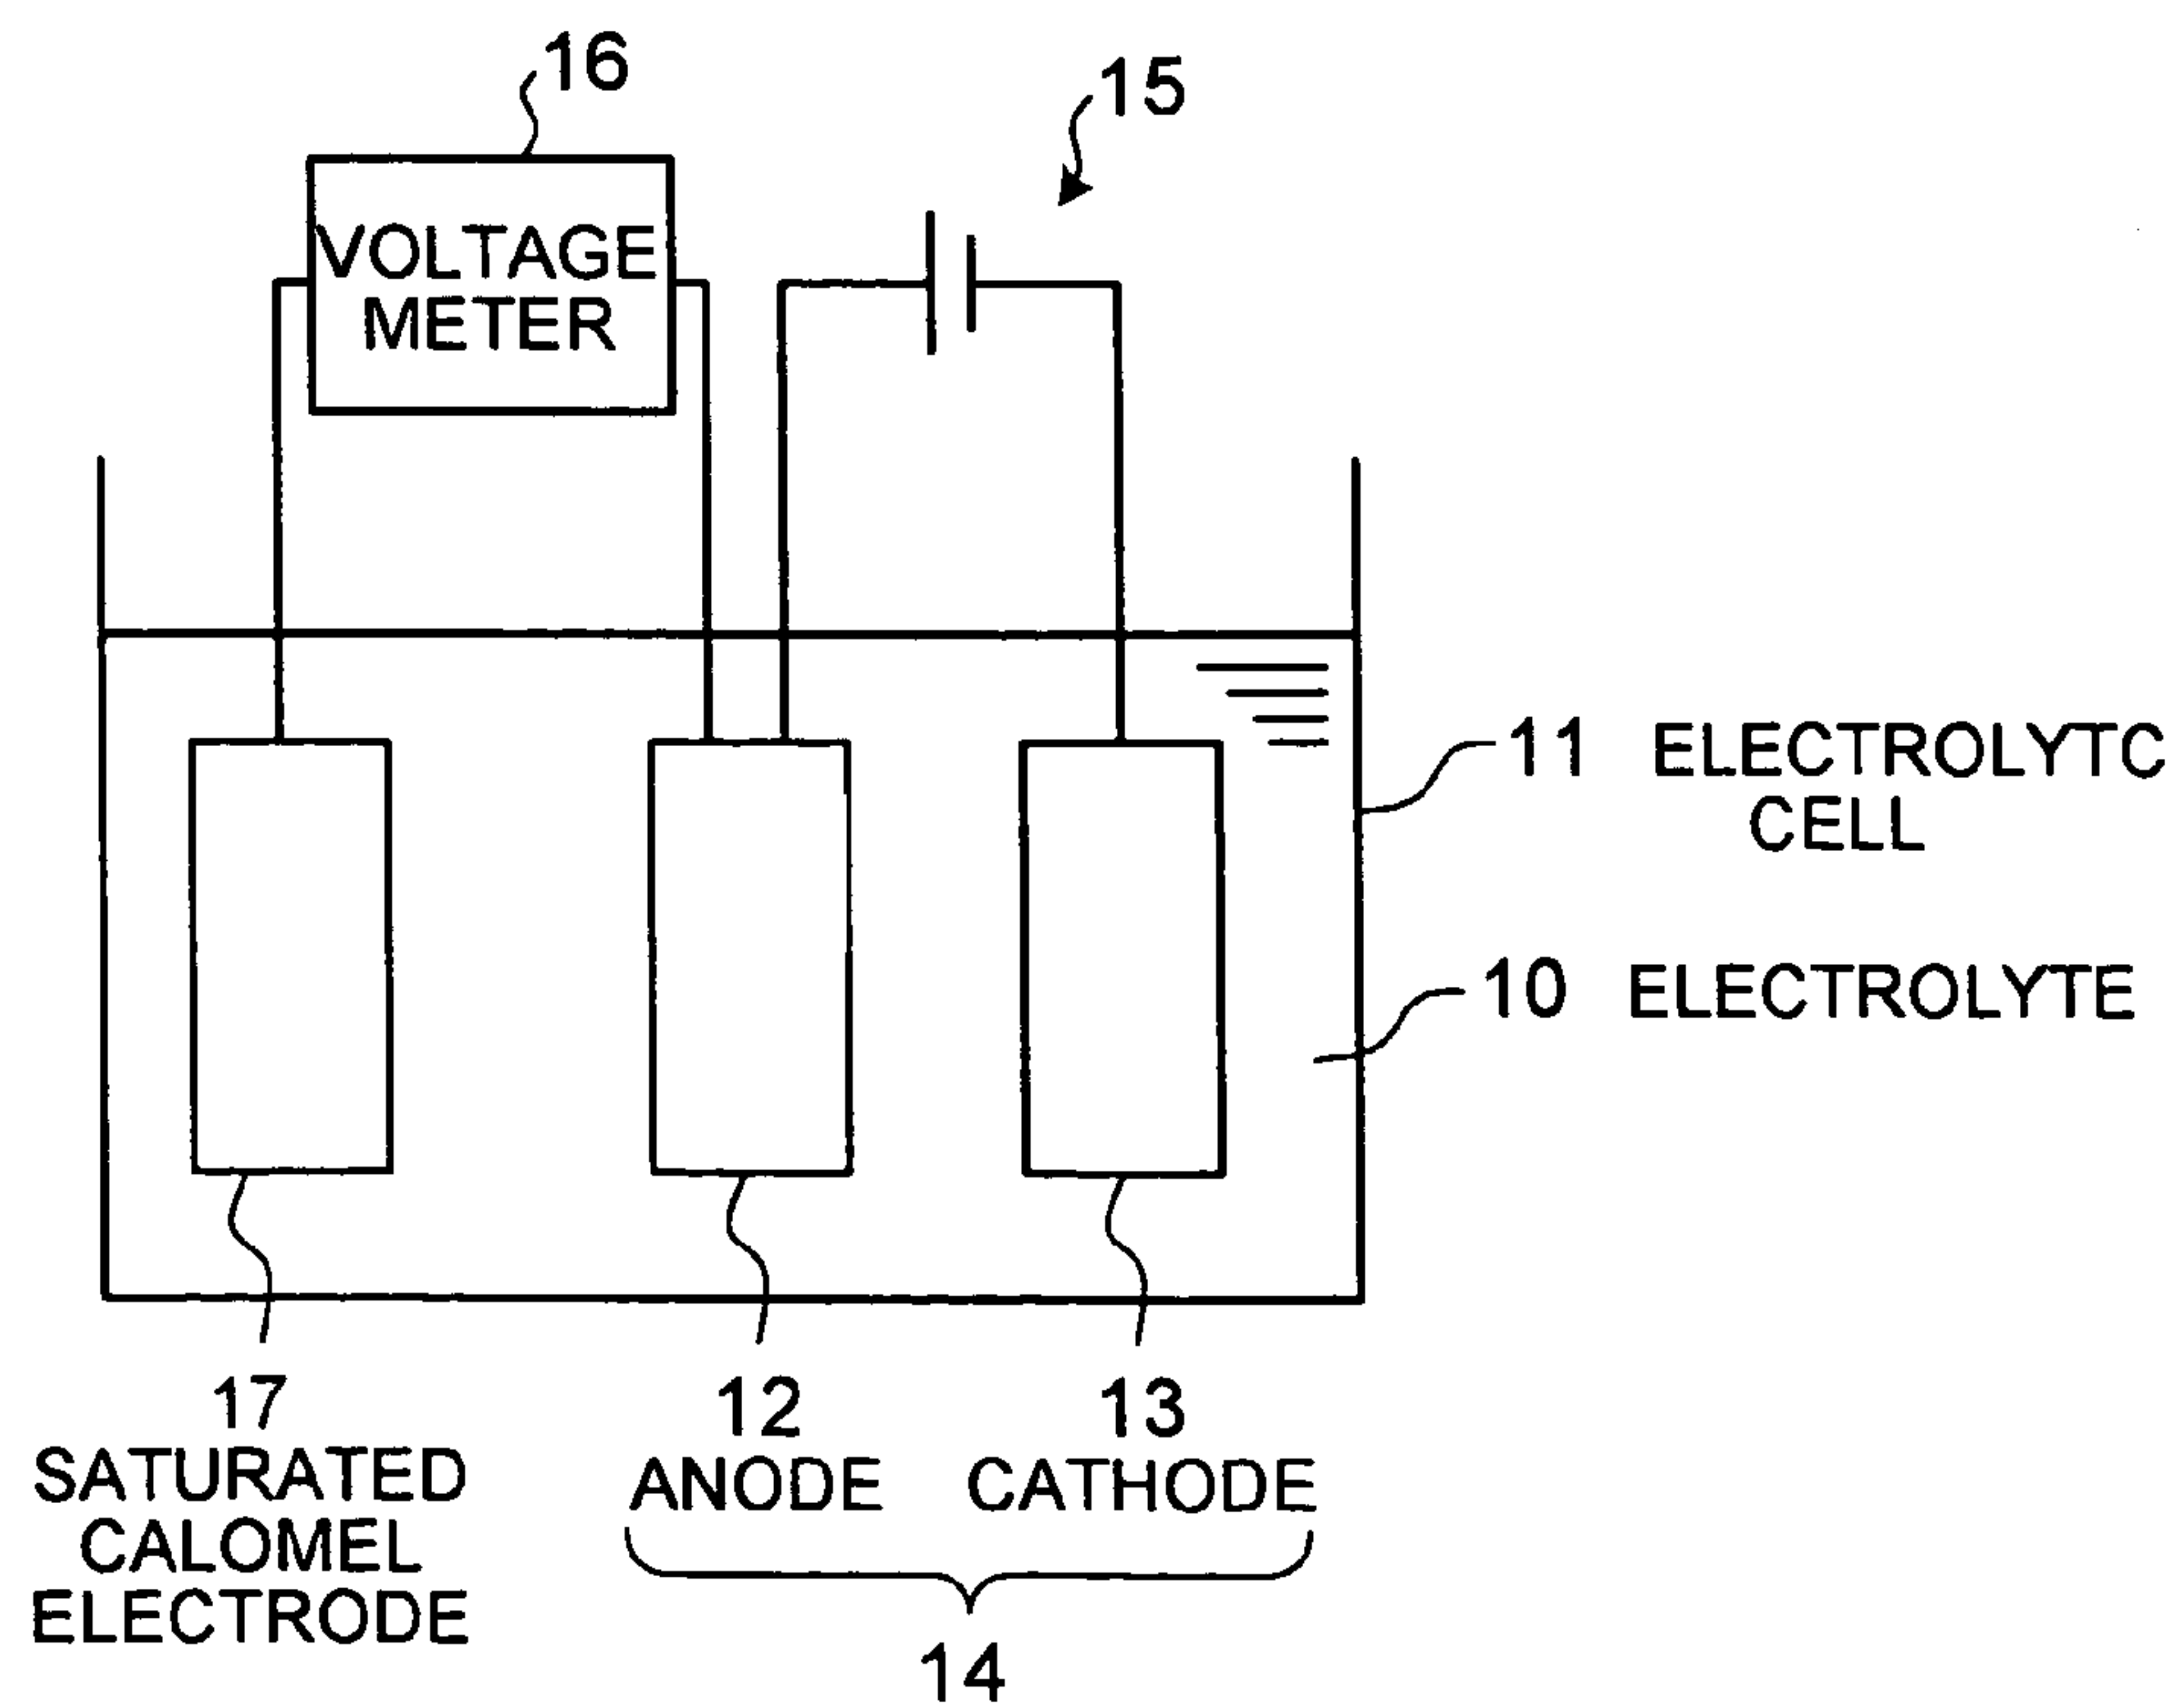 16
15
VOLTAGE
METER
11 ELECTROLYTC
CELL
10 ELECTROLYTE
17
SATURATED
CALOMEL
ELECTRODE
12
ANODE
13
CATHODE
14